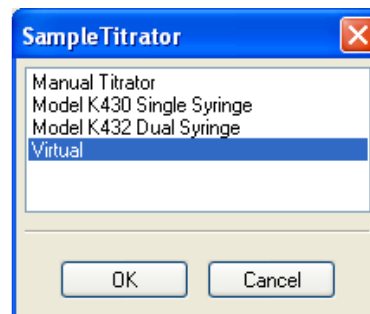 SampleTitrator
Manual Titrator
Model K430 Single Syringe
Model K432 Dual Syringe
Virtual
OK
Cancel